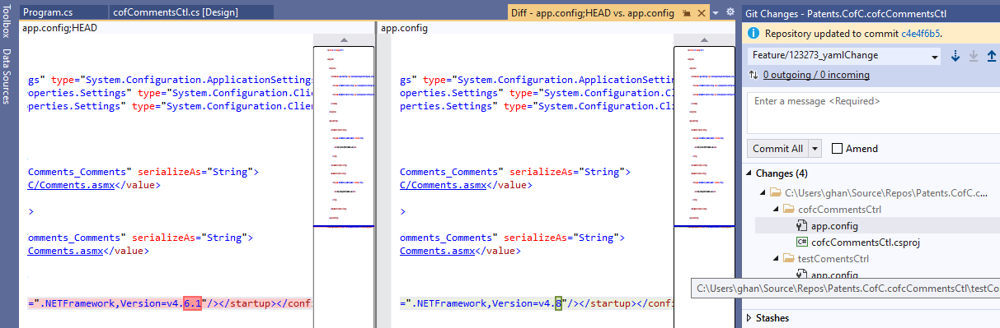 Toolbox
Data Sources
Program.cs
cofCommentsCtl.cs [Design]
Diff - app.config;HEAD vs. app.config
app.config;HEAD
app.config
gs" type="System.Configuration.ApplicationSettings
operties.Settings" type="System.Configuration.Clie
operties.Settings" type="System.Configuration.Clie
Comments_Comments" serializeAs="String">
C/Comments.asmx</value>
>
omments_Comments" serializeAs="String">
Comments.asmx</value>
=".NETFramework,Version=v4.6.1"/></startup></confi
gs" type="System.Configuration.ApplicationSettin
operties.Settings" type="System.Configuration.Cl
operties.Settings" type="System.Configuration.Cl
Comments_Comments" serializeAs="String">
C/Comments.asmx</value>
>
omments_Comments" serializeAs="String">
Comments.asmx</value>
=".NETFramework,Version=v4.8"/></startup></confi
Git Changes - Patents.CofC.cofcCommentsCtl
Repository updated to commit c4e4f6b5.
Feature/123273_yamlChange
0 outgoing / 0 incoming
Enter a message <Required>
Commit All
Amend
Changes (4)
C:\Users\ghan\Source\Repos\Patents.CofC.c...
cofcCommentsCtrl
app.config
C# cofcCommentsCtl.csproj
testComentsCtrl
app.config
C:\Users\ghan\Source\Repos\Patents.CofC.cofcCommentsCtl\testCo
Stashes